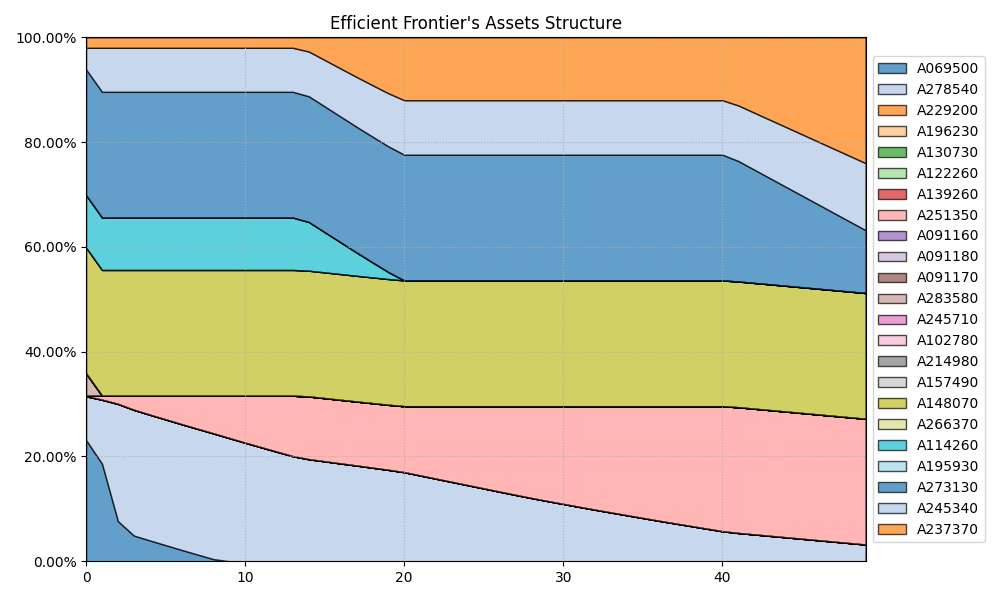 Efficient Frontier's Assets Structure
100.00%
80.00%
60.00%
40.00%
20.00%
0.00%
0
10
20
30
40
A069500
A278540
A229200
A196230
A130730
A122260
A139260
A251350
A091160
A091180
A091170
A283580
A245710
A102780
A214980
A157490
A148070
A266370
A114260
A195930
A273130
A245340
A237370